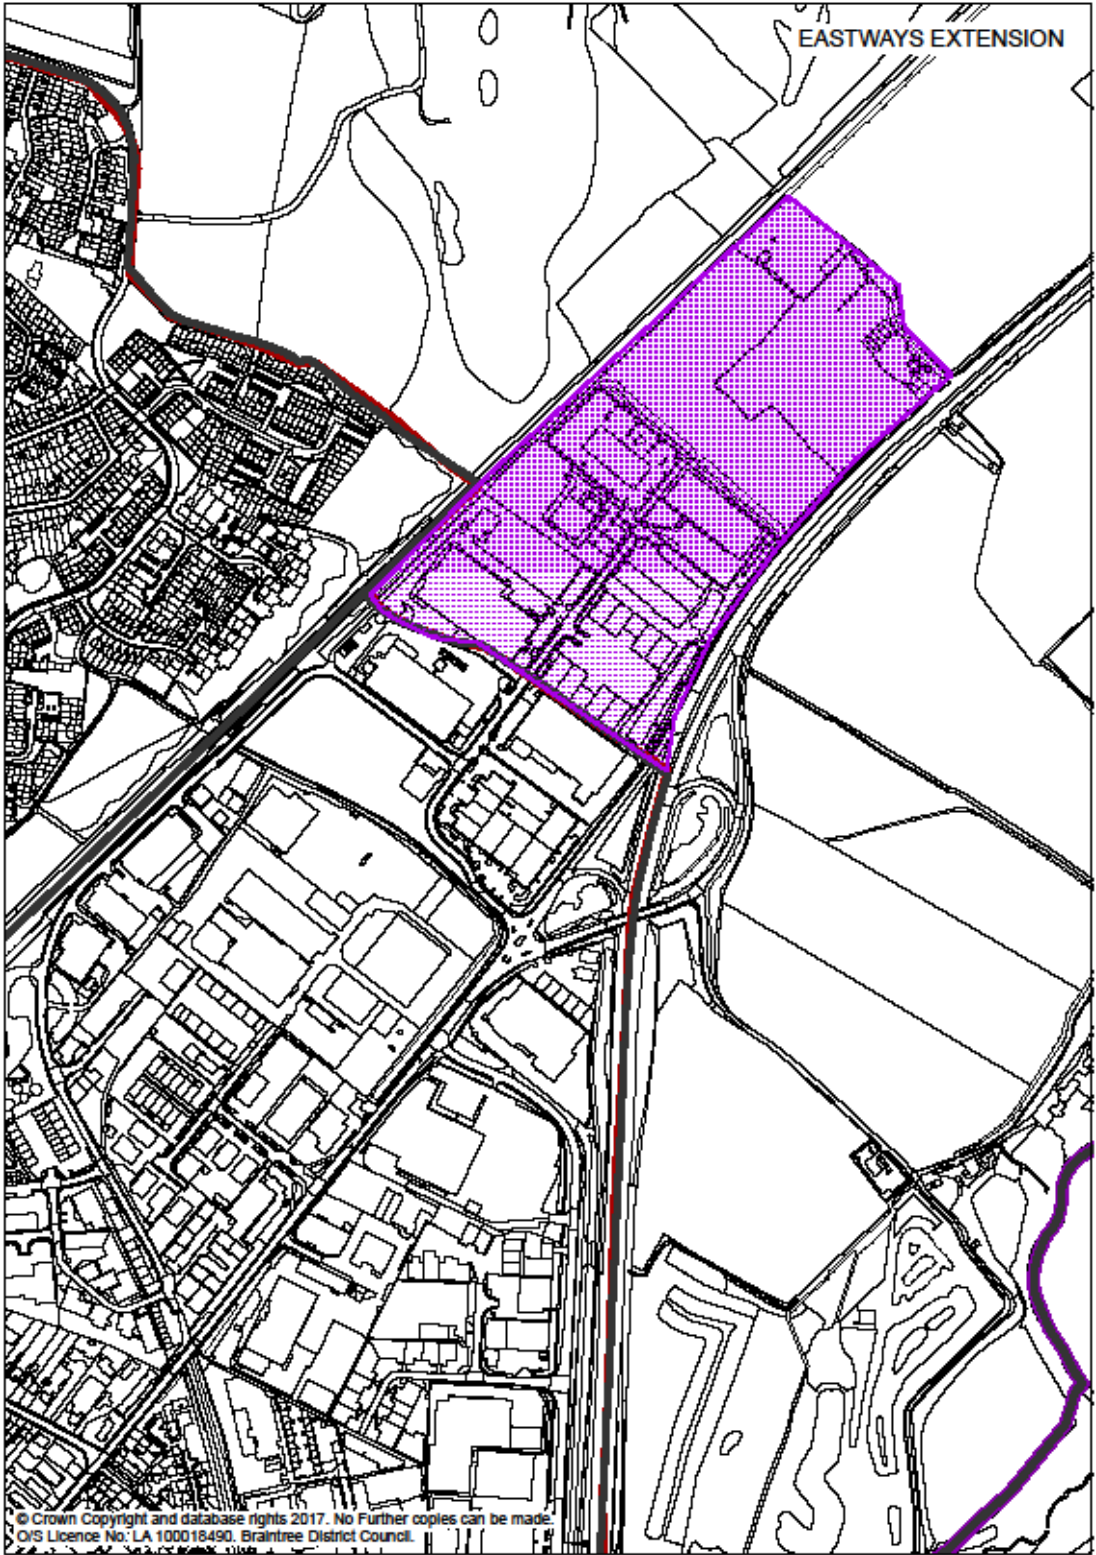 EASTWAYS EXTENSION
© Crown Copyright and database rights 2017. No Further copies can be made.
O/S Licence No. LA 100018490. Braintree District Council.